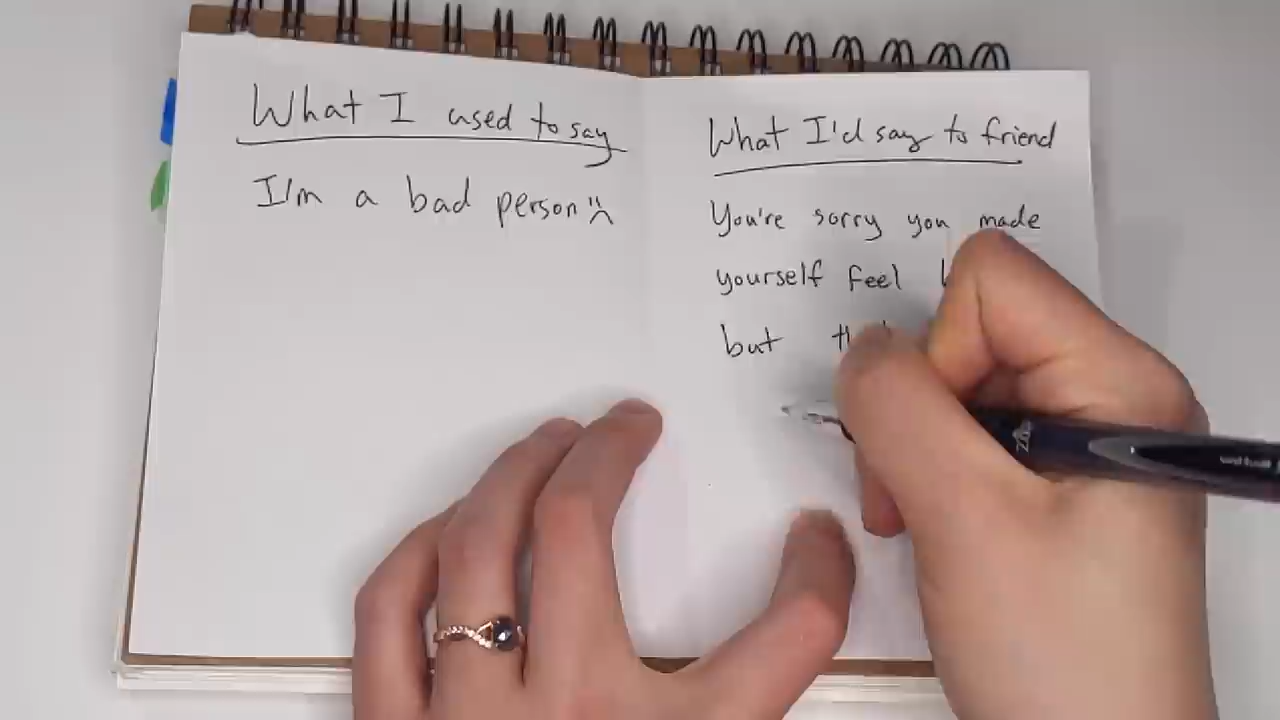 What I used to say
I'm a bad person
What I'd say to friend
You're sorry you made
yourself feel
but